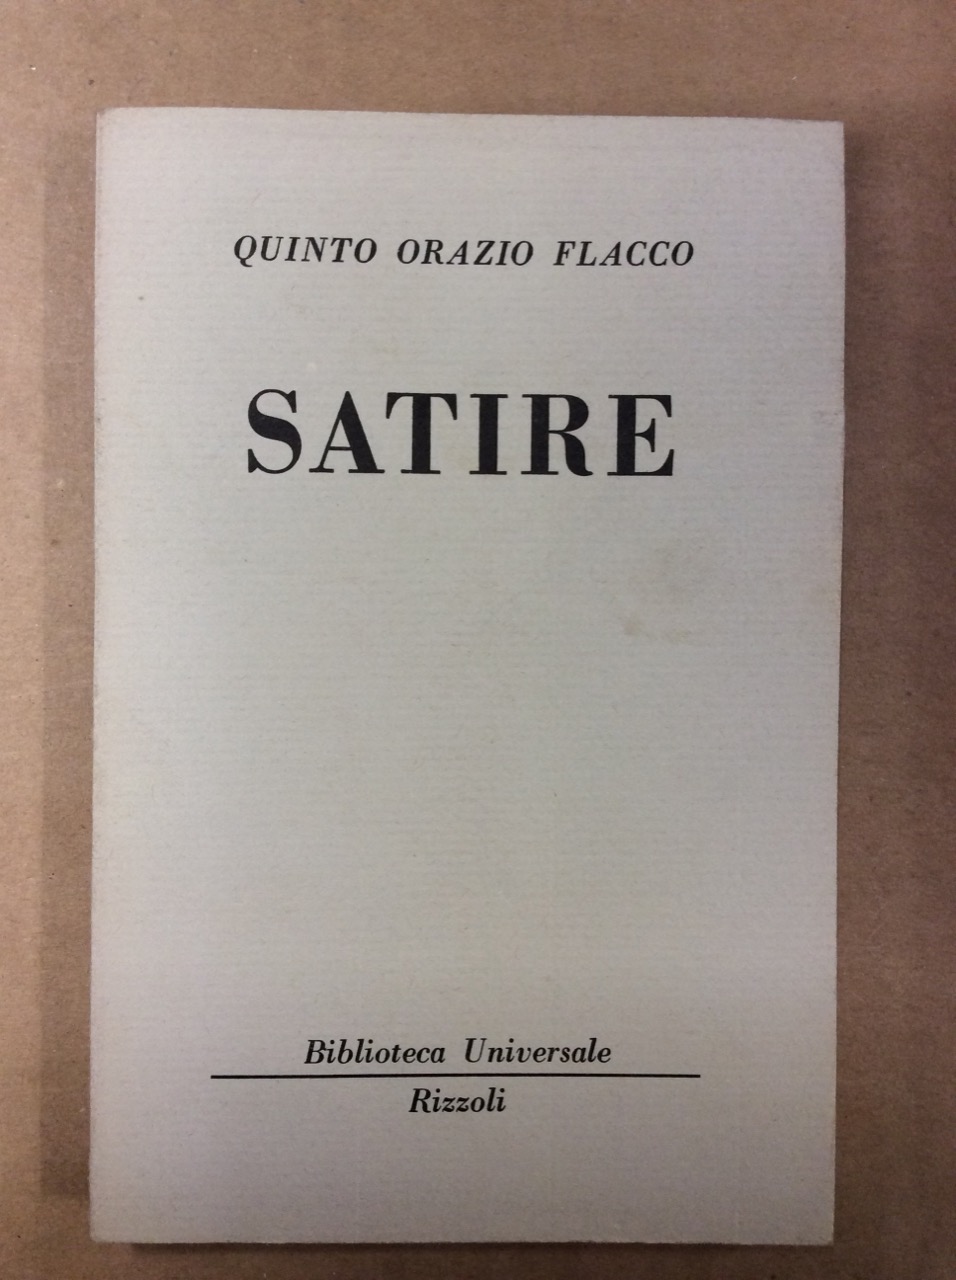 QUINTO ORAZIO FLACCO
SATIRE
Biblioteca Universale
Rizzoli